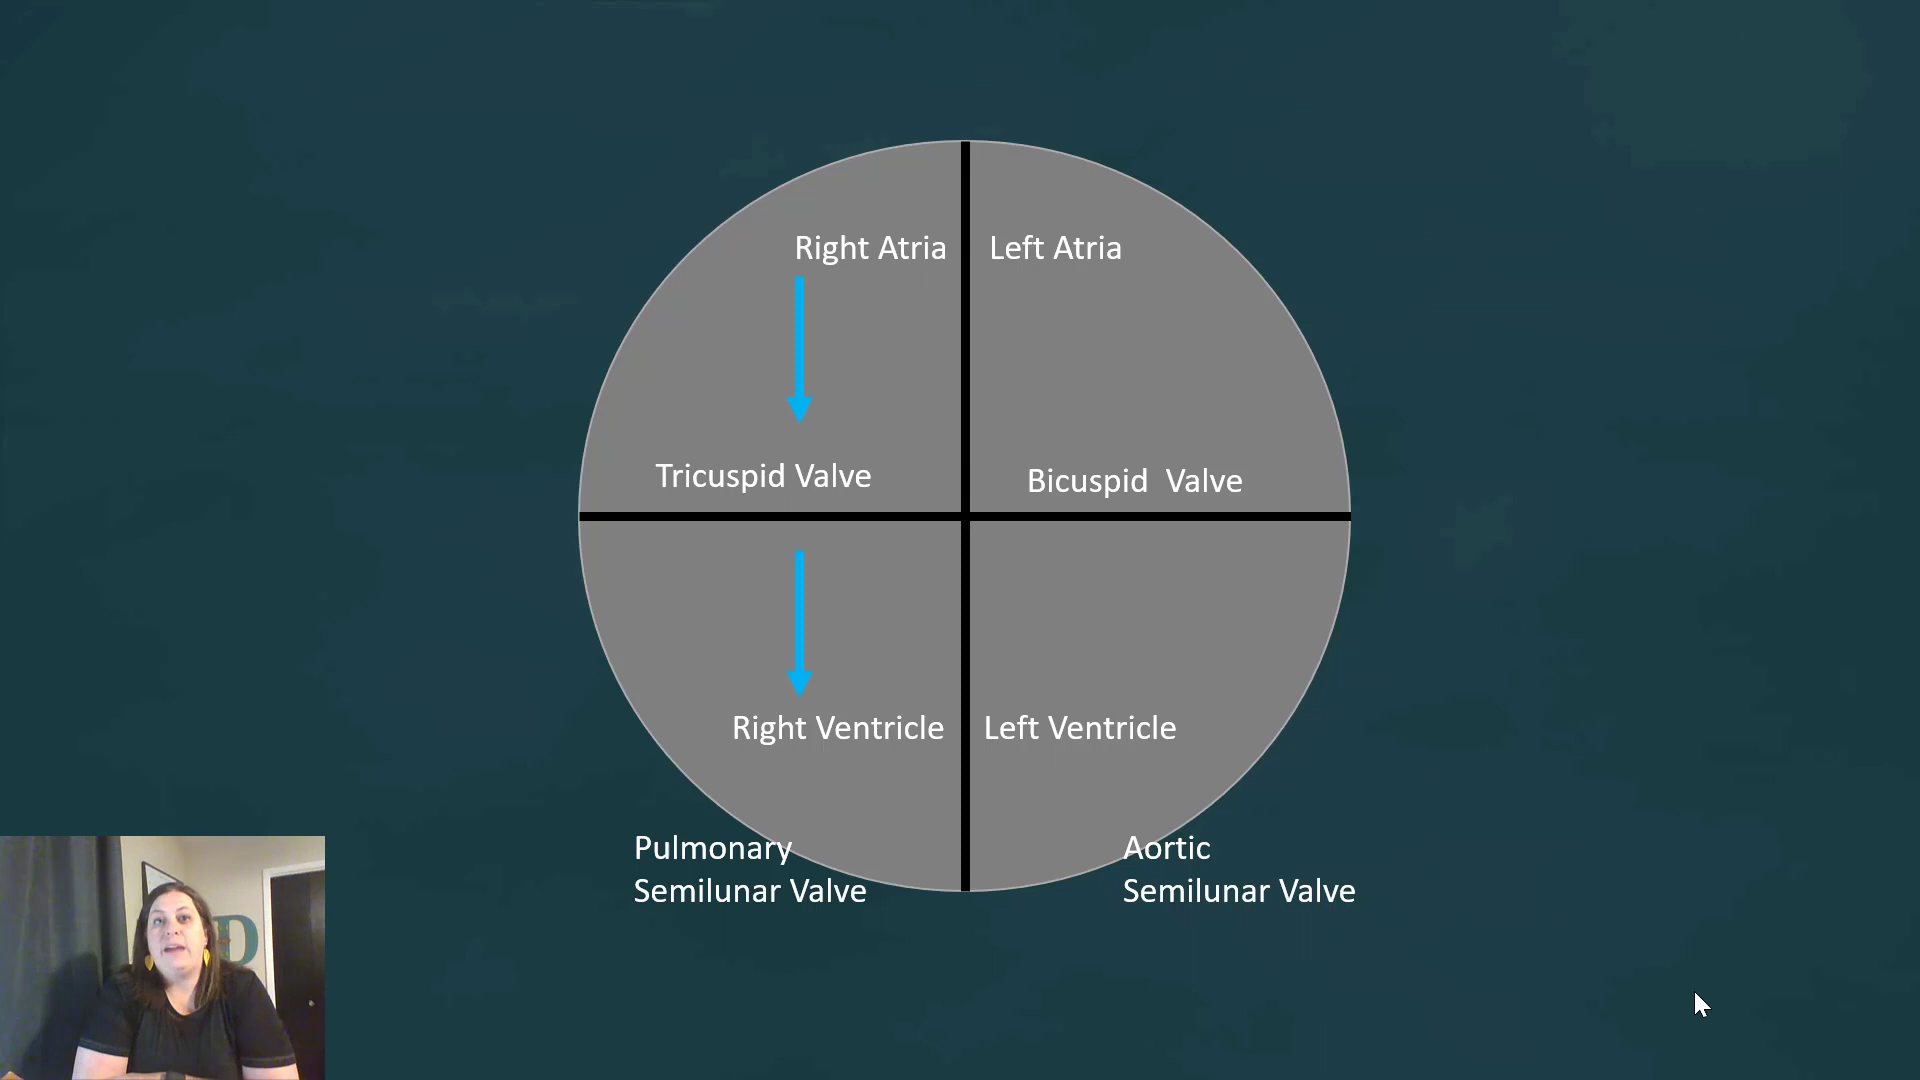 Right Atria
Left Atria
Tricuspid Valve
Bicuspid  Valve
Right Ventricle
Left Ventricle
Pulmonary
Semilunar Valve
Aortic
Semilunar Valve
D